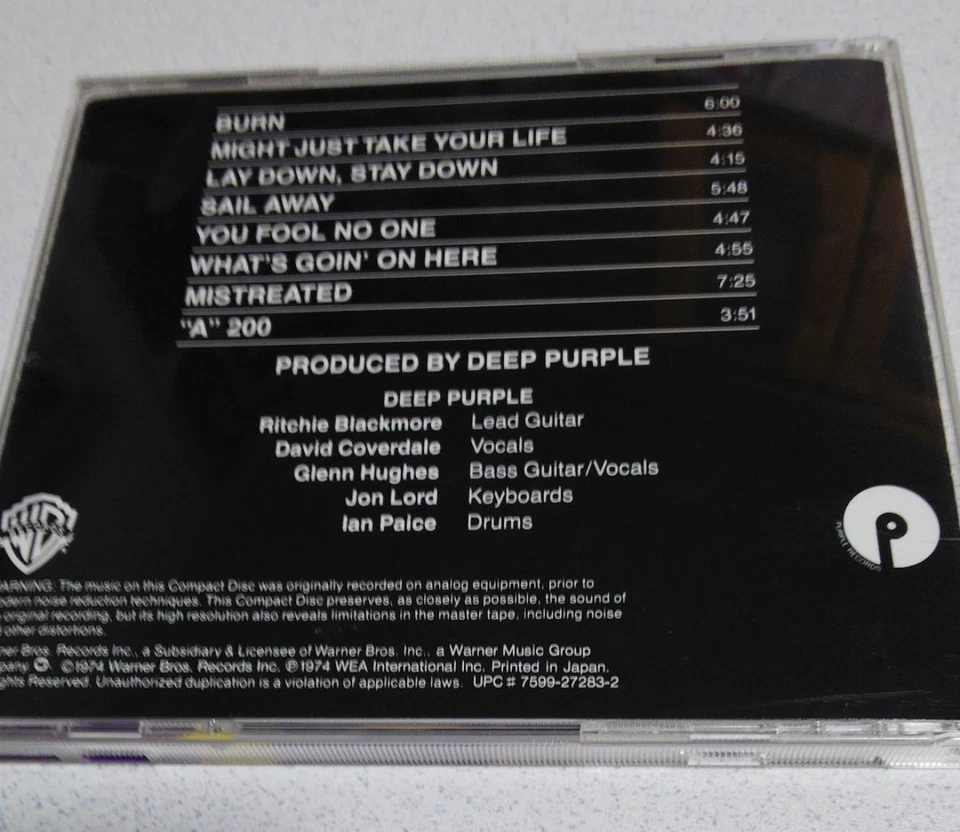 BURN 6:00
MIGHT JUST TAKE YOUR LIFE 4:36
LAY DOWN, STAY DOWN 4:15
SAIL AWAY 5:48
YOU FOOL NO ONE 4:47
WHAT'S GOIN' ON HERE 4:55
MISTREATED 7:25
"A" 200 3:51
PRODUCED BY DEEP PURPLE
DEEP PURPLE
Ritchie Blackmore Lead Guitar
David Coverdale Vocals
Glenn Hughes Bass Guitar/Vocals
Jon Lord Keyboards
Ian Paice Drums
PURPLE RECORDS
ARNING: The music on this Compact Disc was originally recorded on analog equipment, prior to
odern noise reduction techniques. This Compact Disc preserves, as closely as possible, the sound of
original recording, but its high resolution also reveals limitations in the master tape, including noise
other distortions.
ner Bros. Records Inc., a Subsidiary & Licensee of Warner Bros. Inc., a Warner Music Group
pany ©1974 Warner Bros. Records Inc. ℗1974 WEA International Inc. Printed in Japan.
ghts Reserved. Unauthorized duplication is a violation of applicable laws. UPC# 7599-27283-2